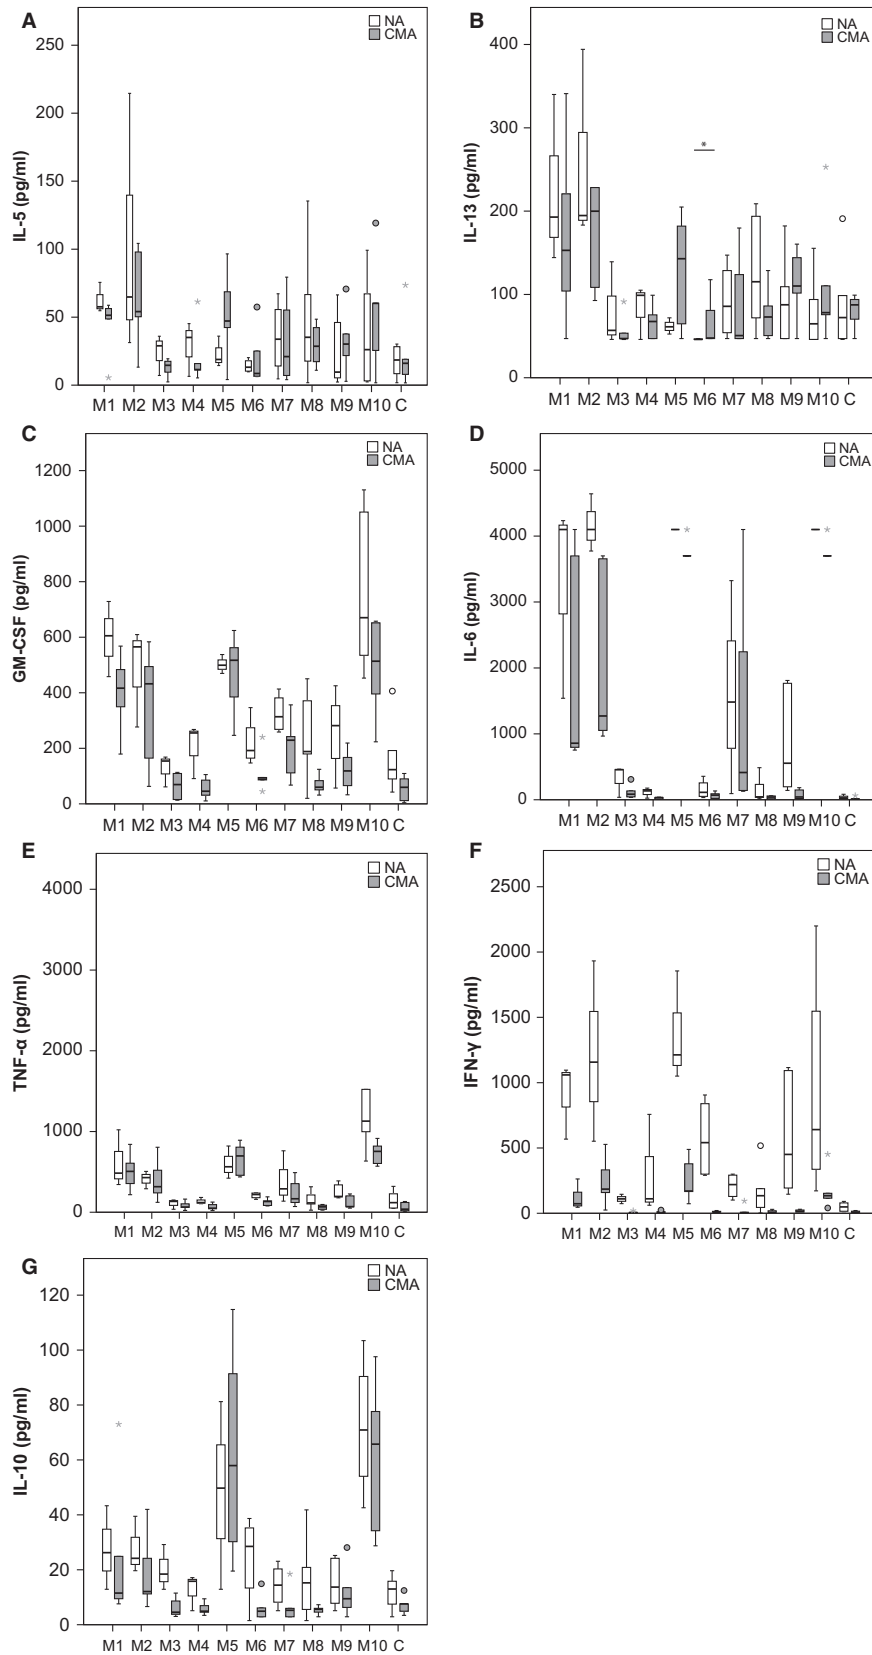 A
NA
CMA
IL-5 (pg/ml)
250
200
150
100
50
0
M1 M2 M3 M4 M5 M6 M7 M8 M9 M10 C
B
NA
CMA
IL-13 (pg/ml)
400
300
200
100
0
*
M1 M2 M3 M4 M5 M6 M7 M8 M9 M10 C
C
NA
CMA
GM-CSF (pg/ml)
1200
1000
800
600
400
200
0
M1 M2 M3 M4 M5 M6 M7 M8 M9 M10 C
D
NA
CMA
IL-6 (pg/ml)
5000
4000
3000
2000
1000
0
M1 M2 M3 M4 M5 M6 M7 M8 M9 M10 C
E
NA
CMA
TNF-α (pg/ml)
4000
3000
2000
1000
0
M1 M2 M3 M4 M5 M6 M7 M8 M9 M10 C
F
NA
CMA
IFN-γ (pg/ml)
2500
2000
1500
1000
500
0
M1 M2 M3 M4 M5 M6 M7 M8 M9 M10 C
G
NA
CMA
IL-10 (pg/ml)
120
100
80
60
40
20
0
M1 M2 M3 M4 M5 M6 M7 M8 M9 M10 C